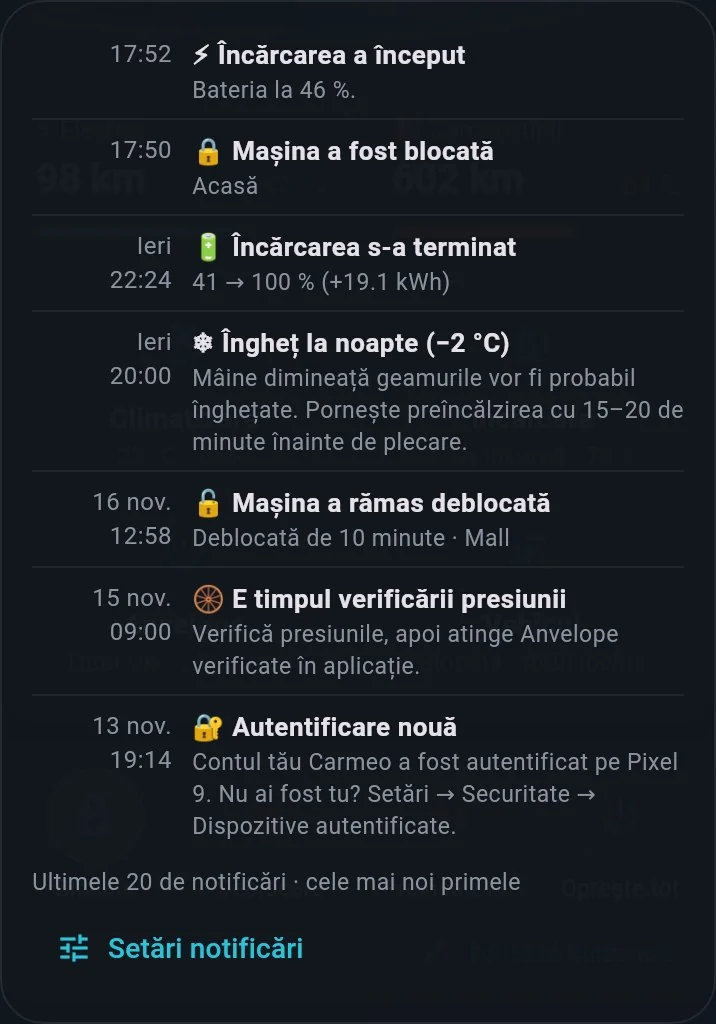 17:52 ⚡ Încărcarea a început
Bateria la 46 %.
17:50 🔒 Mașina a fost blocată
Acasă
Ieri 🔋 Încărcarea s-a terminat
22:24 41 → 100 % (+19.1 kWh)
Ieri ❄ Îngheț la noapte (−2 °C)
20:00 Mâine dimineață geamurile vor fi probabil
înghețate. Pornește preîncălzirea cu 15–20 de
minute înainte de plecare.
16 nov. 🔓 Mașina a rămas deblocată
12:58 Deblocată de 10 minute · Mall
15 nov. 🛞 E timpul verificării presiunii
09:00 Verifică presiunile, apoi atinge Anvelope
verificate în aplicație.
13 nov. 🔐 Autentificare nouă
19:14 Contul tău Carmeo a fost autentificat pe Pixel
9. Nu ai fost tu? Setări → Securitate →
Dispozitive autentificate.
Ultimele 20 de notificări · cele mai noi primele
Setări notificări
98 km
602 km